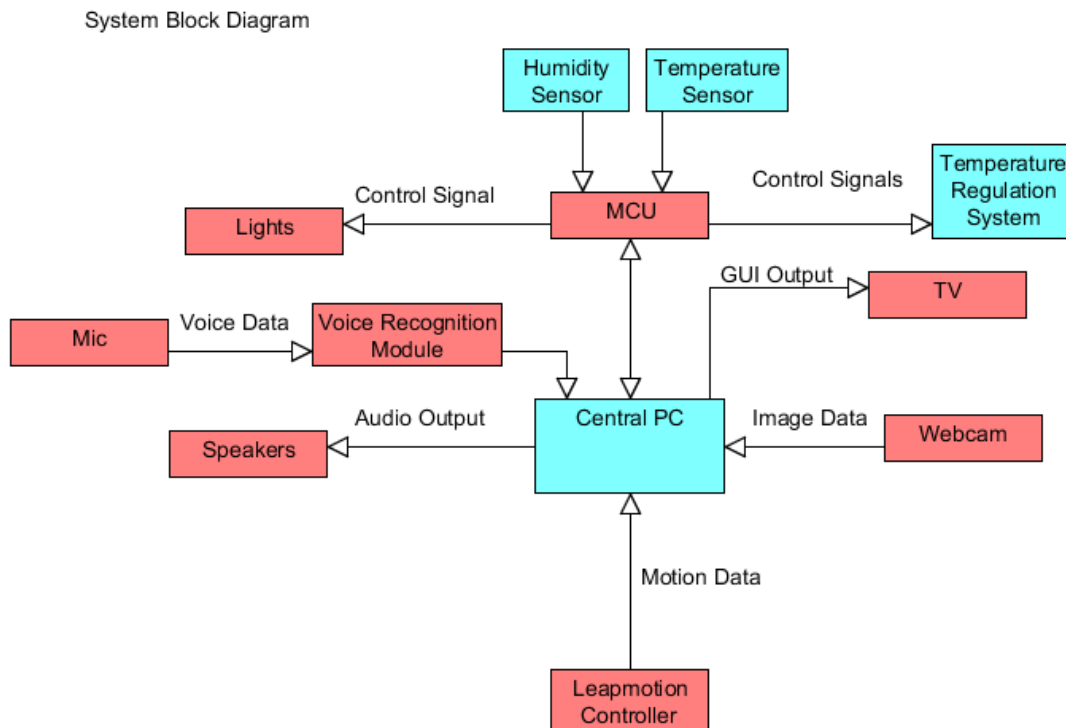 System Block Diagram
Humidity
Sensor
Temperature
Sensor
Temperature
Regulation
System
Control Signal
Control Signals
MCU
Lights
GUI Output
TV
Mic
Voice Data
Voice Recognition
Module
Audio Output
Central PC
Image Data
Webcam
Speakers
Motion Data
Leapmotion
Controller